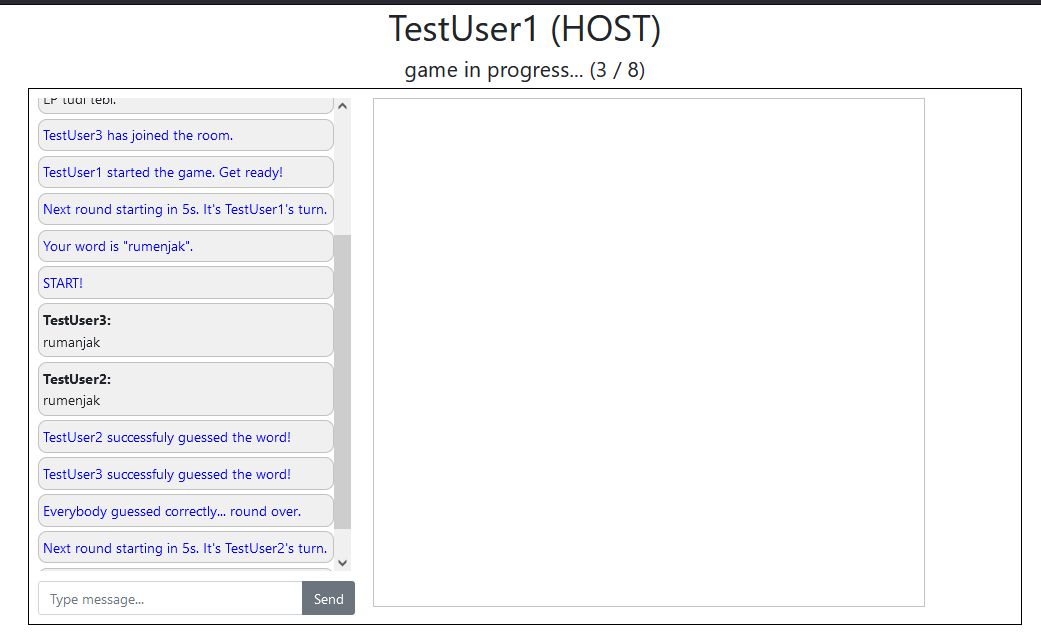 TestUser1 (HOST)
game in progress... (3 / 8)
LP tudi tebi.
TestUser3 has joined the room.
TestUser1 started the game. Get ready!
Next round starting in 5s. It's TestUser1's turn.
Your word is "rumenjak".
START!
TestUser3:
rumanjak
TestUser2:
rumenjak
TestUser2 successfuly guessed the word!
TestUser3 successfuly guessed the word!
Everybody guessed correctly... round over.
Next round starting in 5s. It's TestUser2's turn.
Type message...
Send